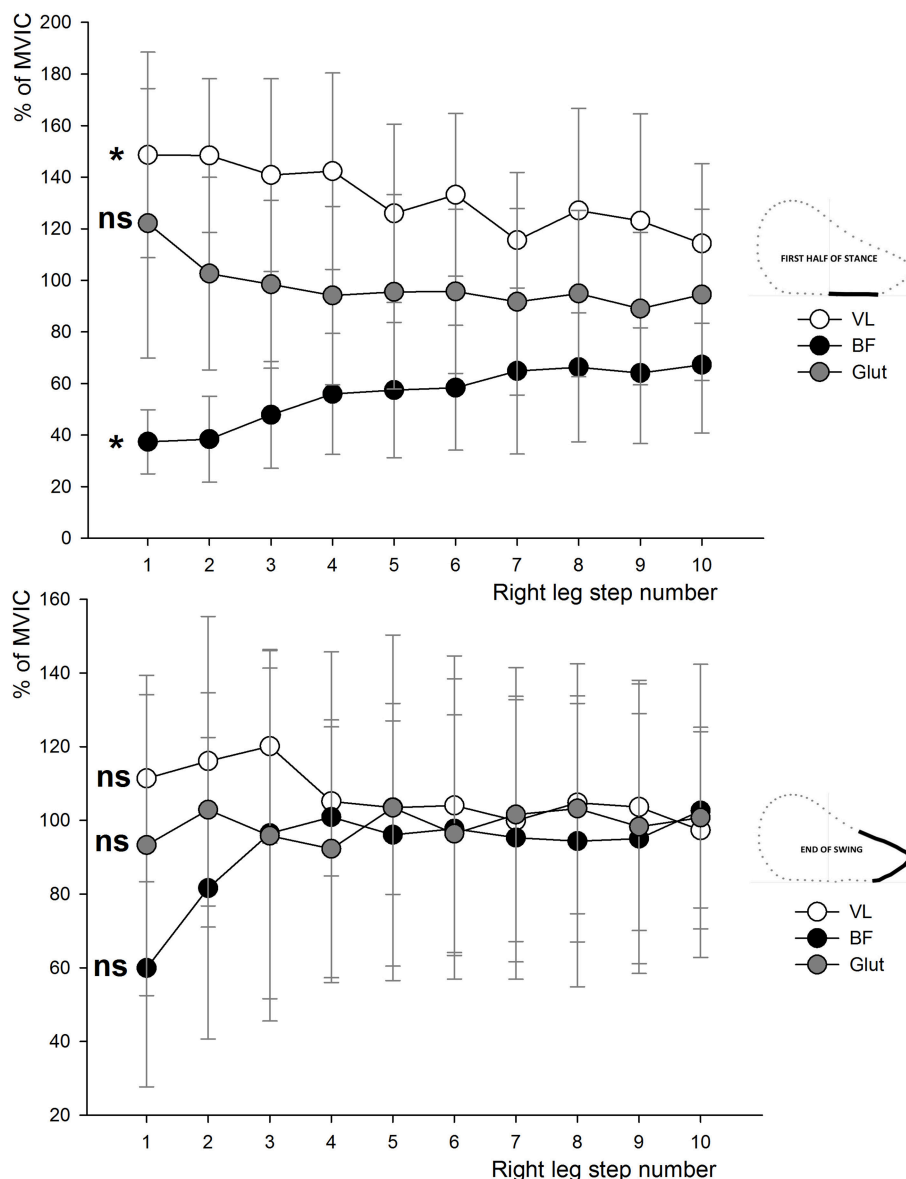 % of MVIC
200
180
160
140
120
100
80
60
40
20
0
*
ns
*
1 2 3 4 5 6 7 8 9 10
Right leg step number
FIRST HALF OF STANCE
VL
BF
Glut
% of MVIC
160
140
120
100
80
60
40
20
ns
ns
ns
1 2 3 4 5 6 7 8 9 10
Right leg step number
END OF SWING
VL
BF
Glut